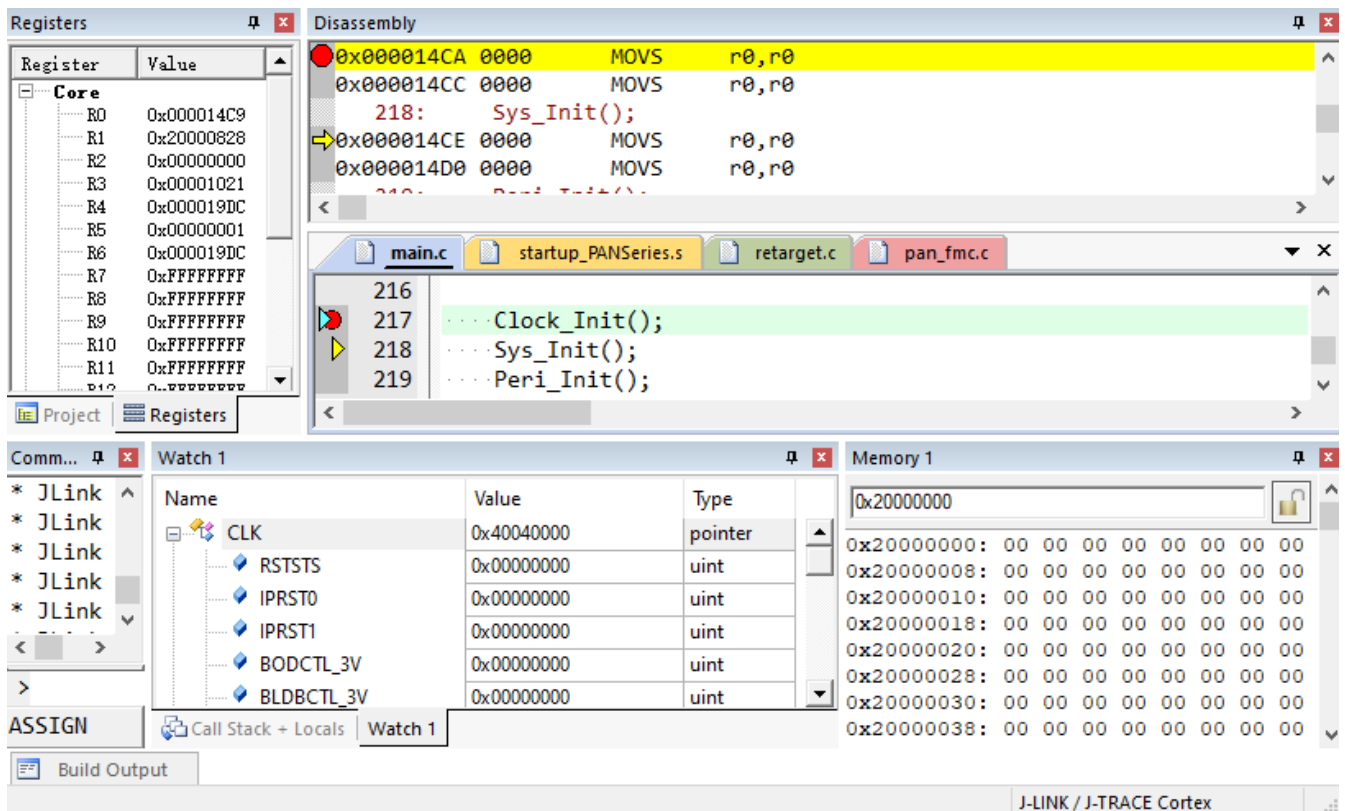 Registers
Register Value
Core
R0 0x000014C9
R1 0x20000828
R2 0x00000000
R3 0x00001021
R4 0x000019DC
R5 0x00000001
R6 0x000019DC
R7 0xFFFFFFFF
R8 0xFFFFFFFF
R9 0xFFFFFFFF
R10 0xFFFFFFFF
R11 0xFFFFFFFF
Project Registers
Disassembly
0x000014CA 0000 MOVS r0,r0
0x000014CC 0000 MOVS r0,r0
218: Sys_Init();
0x000014CE 0000 MOVS r0,r0
0x000014D0 0000 MOVS r0,r0
main.c startup_PANSeries.s retarget.c pan_fmc.c
216
217 ····Clock_Init();
218 ····Sys_Init();
219 ····Peri_Init();
Comm...
* JLink
* JLink
* JLink
* JLink
* JLink
>
ASSIGN
Watch 1
Name Value Type
CLK 0x40040000 pointer
RSTSTS 0x00000000 uint
IPRST0 0x00000000 uint
IPRST1 0x00000000 uint
BODCTL_3V 0x00000000 uint
BLDBCTL_3V 0x00000000 uint
Call Stack + Locals Watch 1
Memory 1
0x20000000
0x20000000: 00 00 00 00 00 00 00 00
0x20000008: 00 00 00 00 00 00 00 00
0x20000010: 00 00 00 00 00 00 00 00
0x20000018: 00 00 00 00 00 00 00 00
0x20000020: 00 00 00 00 00 00 00 00
0x20000028: 00 00 00 00 00 00 00 00
0x20000030: 00 00 00 00 00 00 00 00
0x20000038: 00 00 00 00 00 00 00 00
Build Output
J-LINK / J-TRACE Cortex